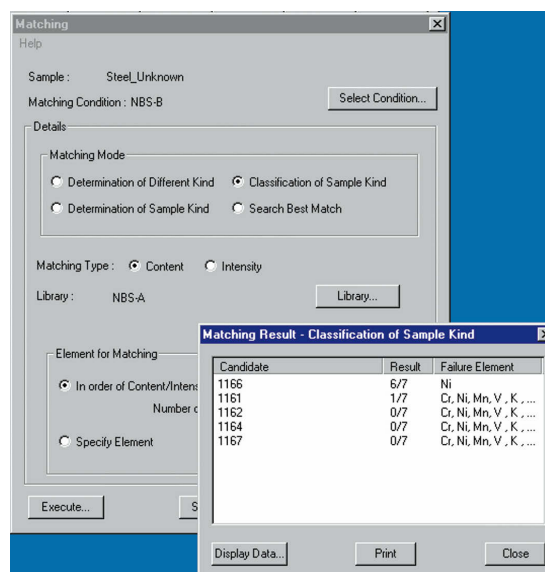 Matching
Help
Sample : Steel_Unknown
Matching Condition : NBS-B
Select Condition...
Details
Matching Mode
Determination of Different Kind
Classification of Sample Kind
Determination of Sample Kind
Search Best Match
Matching Type : Content Intensity
Library : NBS-A
Library...
Element for Matching
In order of Content/Intens
Number o
Specify Element
Execute...
S
Matching Result - Classification of Sample Kind
Candidate Result Failure Element
1166 6/7 Ni
1161 1/7 Cr, Ni, Mn, V , K , ...
1162 0/7 Cr, Ni, Mn, V , K , ...
1164 0/7 Cr, Ni, Mn, V , K , ...
1167 0/7 Cr, Ni, Mn, V , K , ...
Display Data...
Print
Close